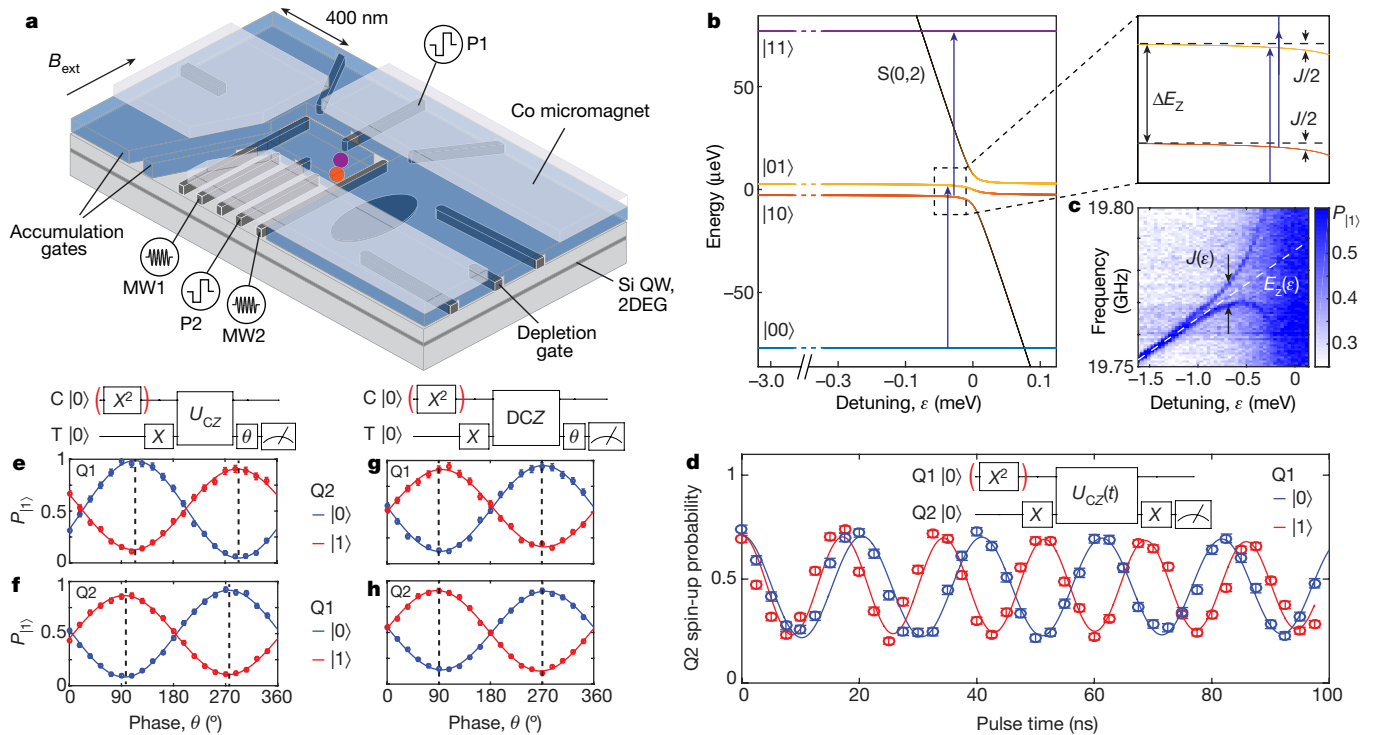 a
400 nm
P1
B_ext
Co micromagnet
Accumulation
gates
MW1
P2
MW2
Si QW,
2DEG
Depletion
gate
b
Energy (μeV)
50
0
−50
|11⟩
S(0,2)
|01⟩
|10⟩
|00⟩
−3.0
−0.1
0
0.1
Detuning, ε (meV)
ΔE_Z
J/2
J/2
c
Frequency
(GHz)
19.80
19.75
J(ε)
E_z(ε)
P_|1⟩
0.5
0.4
0.3
−1.5
−1.0
−0.5
0
Detuning, ε (meV)
C |0⟩ ( X² )
U_CZ
T |0⟩ X θ
C |0⟩ ( X² )
DCZ
T |0⟩ X θ
e
Q1
P_|1⟩
1
0.5
0
Q2
|0⟩
|1⟩
g
Q1
f
Q2
P_|1⟩
1
0.5
0
Q1
|0⟩
|1⟩
h
Q2
0 90 180 270 360
Phase, θ (º)
0 90 180 270 360
Phase, θ (º)
d
Q2 spin-up probability
1
0.5
0
Q1 |0⟩ ( X² )
U_CZ(t)
Q2 |0⟩ X X
Q1
|0⟩
|1⟩
0 20 40 60 80 100
Pulse time (ns)